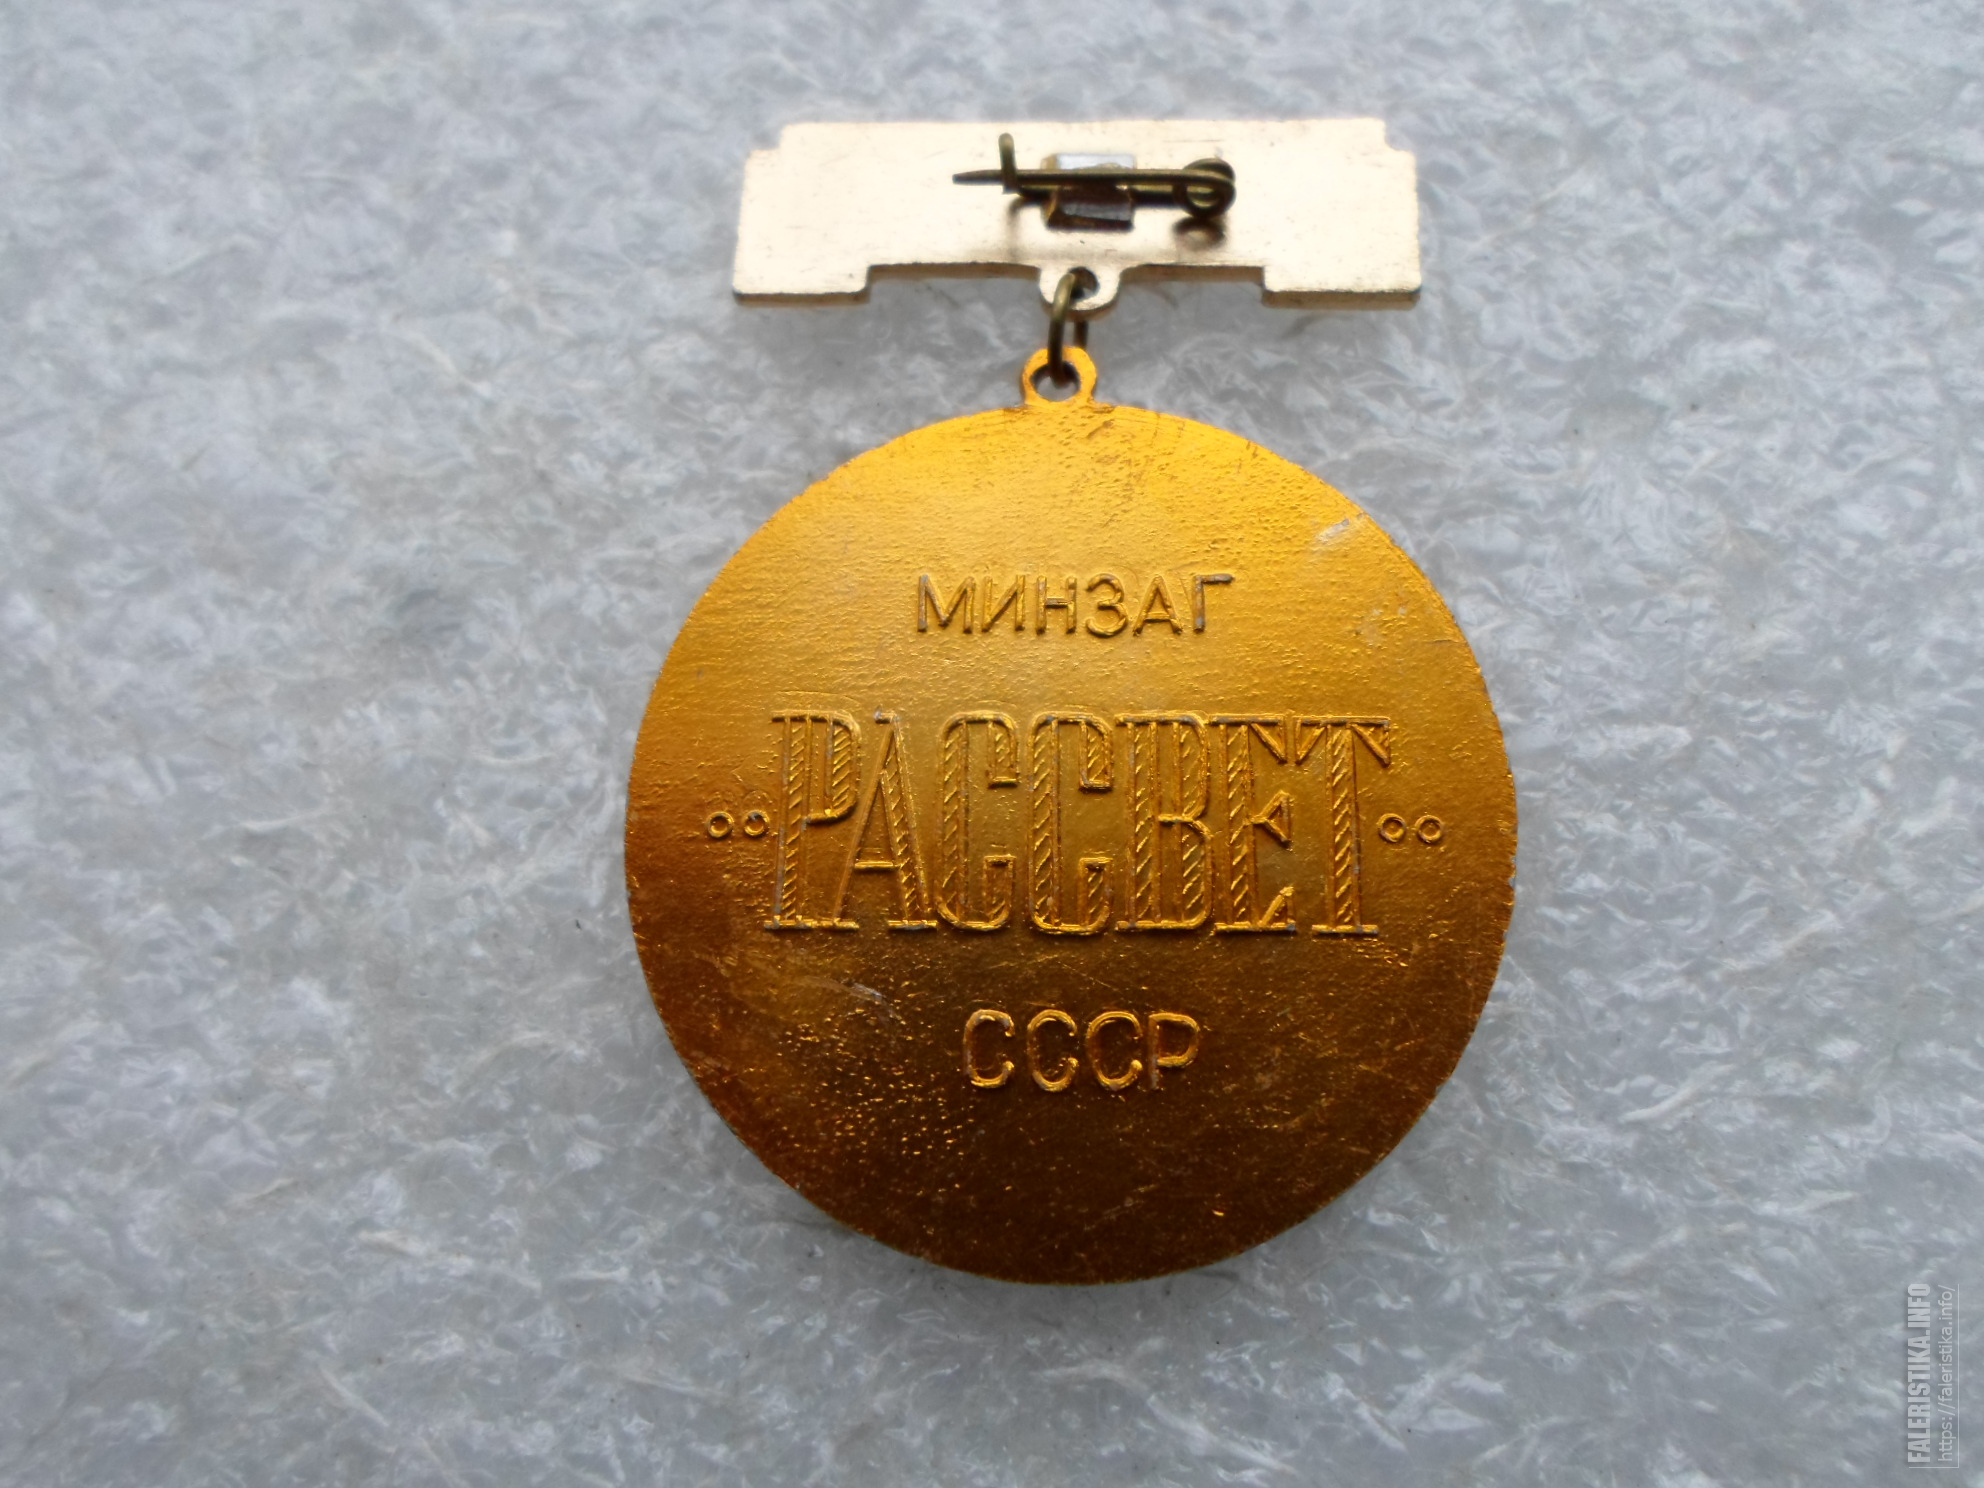 МИНЗАГ
РАССВЕТ
СССР
FALERISTIKA.INFO
https://faleristika.info/